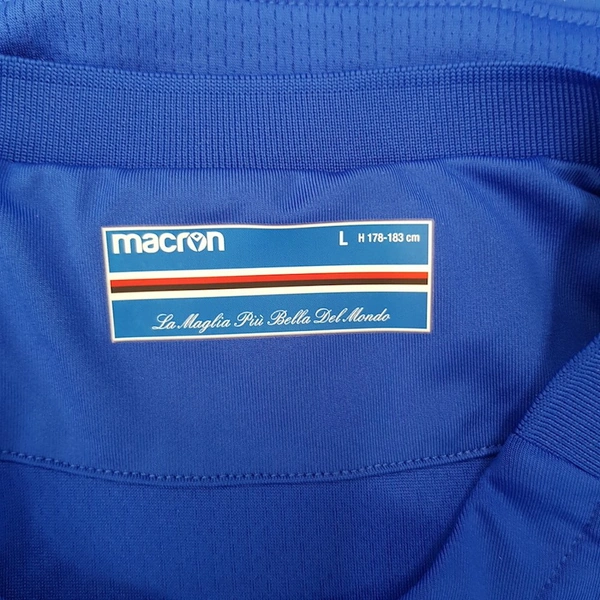 macron L H 178-183 cm
La Maglia Più Bella Del Mondo